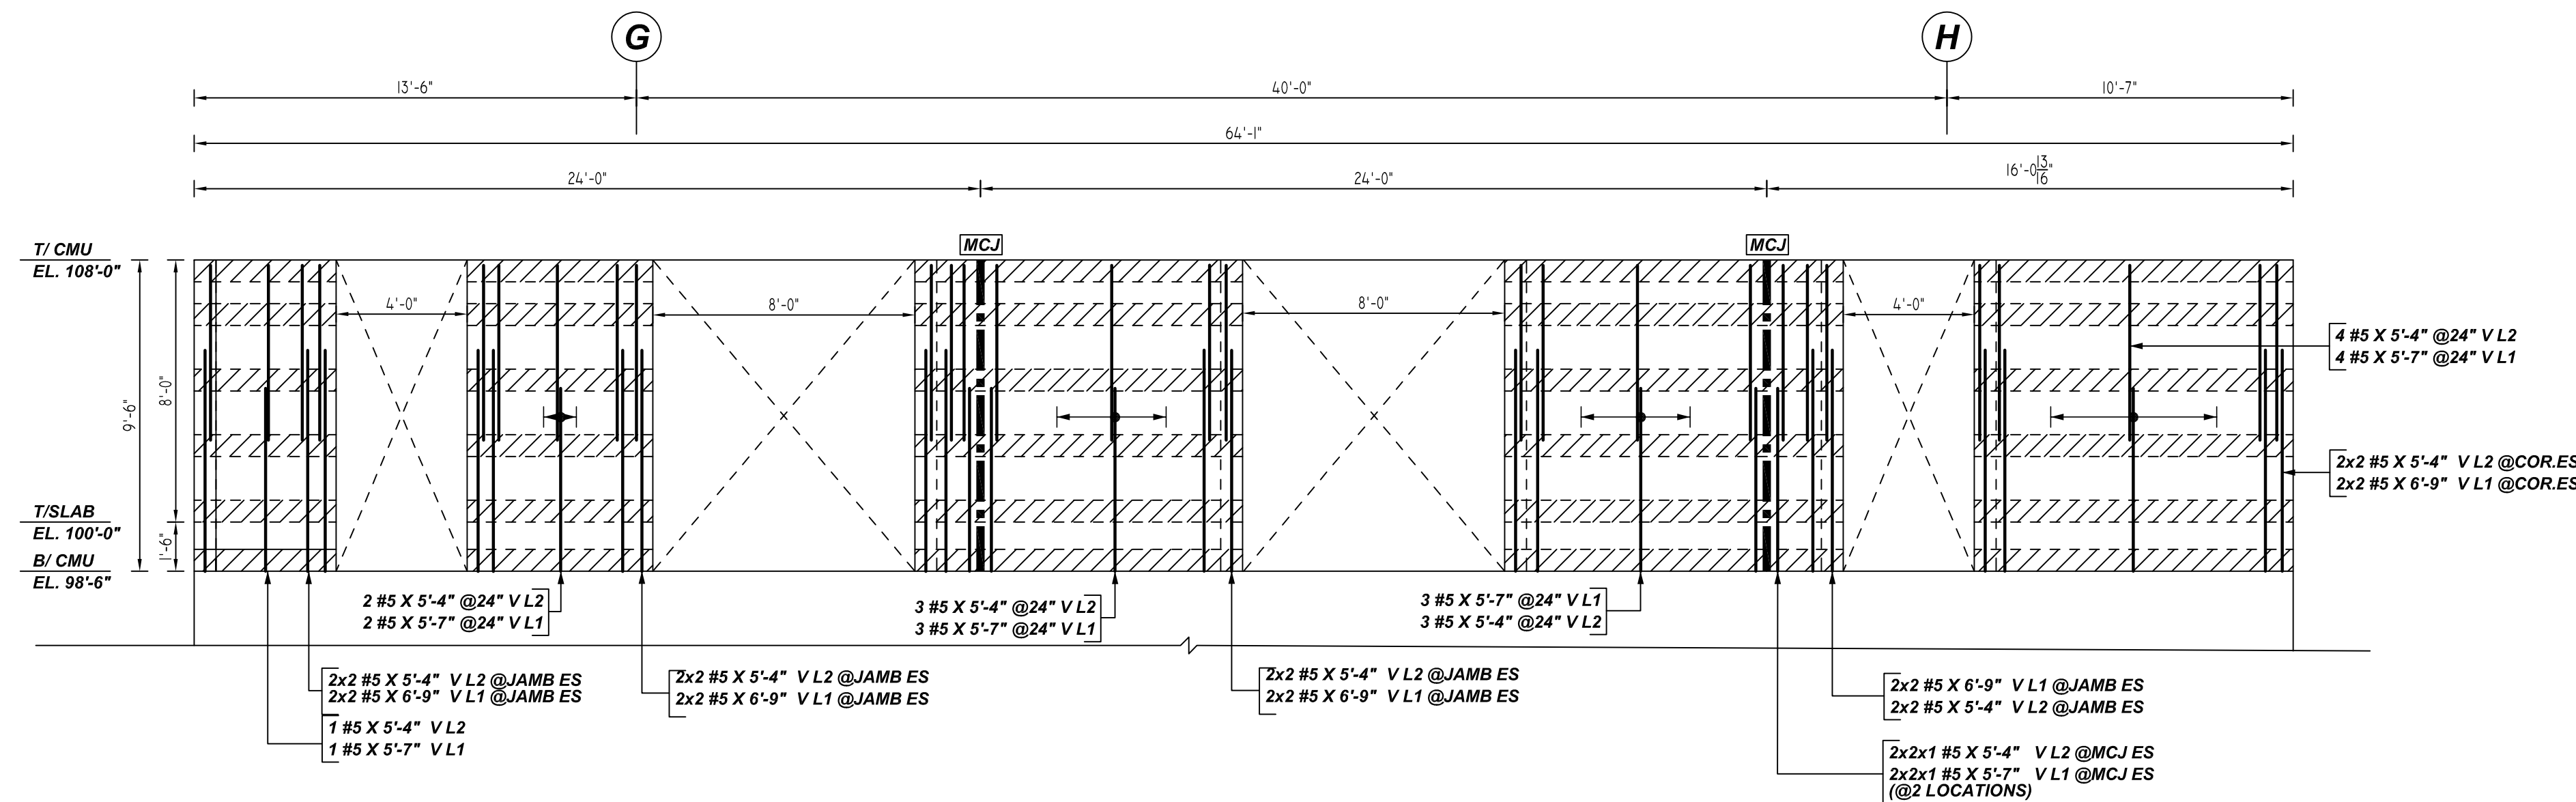 G
H
13'-6"
40'-0"
10'-7"
64'-1"
24'-0"
24'-0"
16'-0 13/16"
MCJ
MCJ
T/ CMU
EL. 108'-0"
9'-6"
8'-0"
4'-0"
8'-0"
8'-0"
4'-0"
4 #5 X 5'-4" @24" V L2
4 #5 X 5'-7" @24" V L1
2x2 #5 X 5'-4" V L2 @COR.ES
2x2 #5 X 6'-9" V L1 @COR.ES
T/SLAB
EL. 100'-0"
1'-6"
B/ CMU
EL. 98'-6"
2 #5 X 5'-4" @24" V L2
2 #5 X 5'-7" @24" V L1
3 #5 X 5'-4" @24" V L2
3 #5 X 5'-7" @24" V L1
3 #5 X 5'-7" @24" V L1
3 #5 X 5'-4" @24" V L2
2x2 #5 X 5'-4" V L2 @JAMB ES
2x2 #5 X 6'-9" V L1 @JAMB ES
1 #5 X 5'-4" V L2
1 #5 X 5'-7" V L1
2x2 #5 X 5'-4" V L2 @JAMB ES
2x2 #5 X 6'-9" V L1 @JAMB ES
2x2 #5 X 5'-4" V L2 @JAMB ES
2x2 #5 X 6'-9" V L1 @JAMB ES
2x2 #5 X 6'-9" V L1 @JAMB ES
2x2 #5 X 5'-4" V L2 @JAMB ES
2x2x1 #5 X 5'-4" V L2 @MCJ ES
2x2x1 #5 X 5'-7" V L1 @MCJ ES
(@2 LOCATIONS)